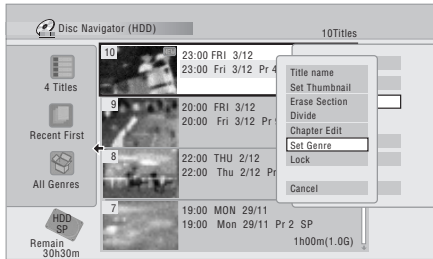 Disc Navigator (HDD)
10Titles
4 Titles
Recent First
All Genres
HDD
SP
Remain
30h30m
10
23:00 FRI 3/12
23:00 Fri 3/12 Pr 4
9
20:00 FRI 3/12
20:00 Fri 3/12 Pr
8
22:00 THU 2/12
22:00 Thu 2/12 Pr
7
19:00 MON 29/11
19:00 Mon 29/11 Pr 2 SP
1h00m(1.0G)
Title name
Set Thumbnail
Erase Section
Divide
Chapter Edit
Set Genre
Lock
Cancel